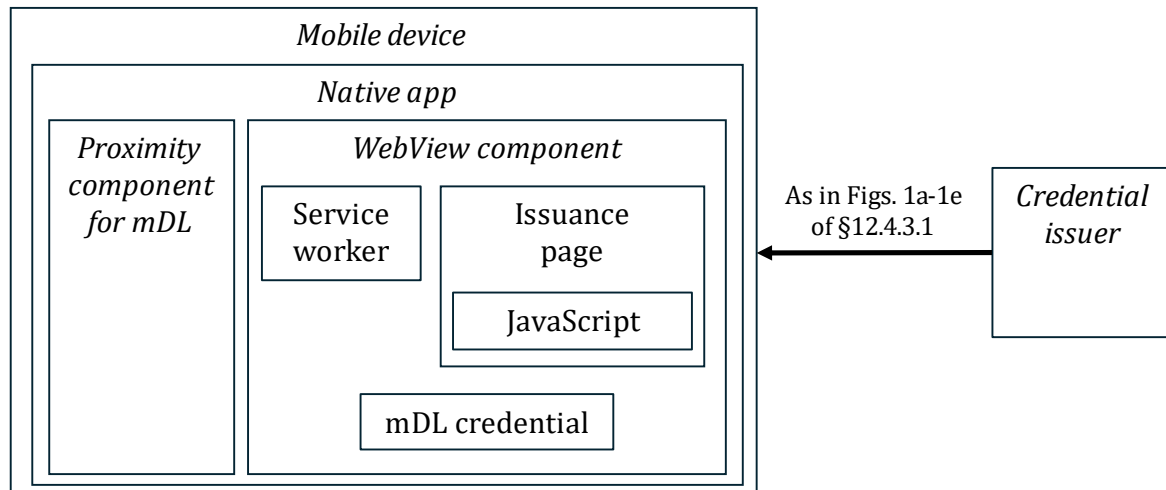 Mobile device
Native app
Proximity
component
for mDL
WebView component
Service
worker
Issuance
page
JavaScript
mDL credential
As in Figs. 1a-1e
of §12.4.3.1
Credential
issuer